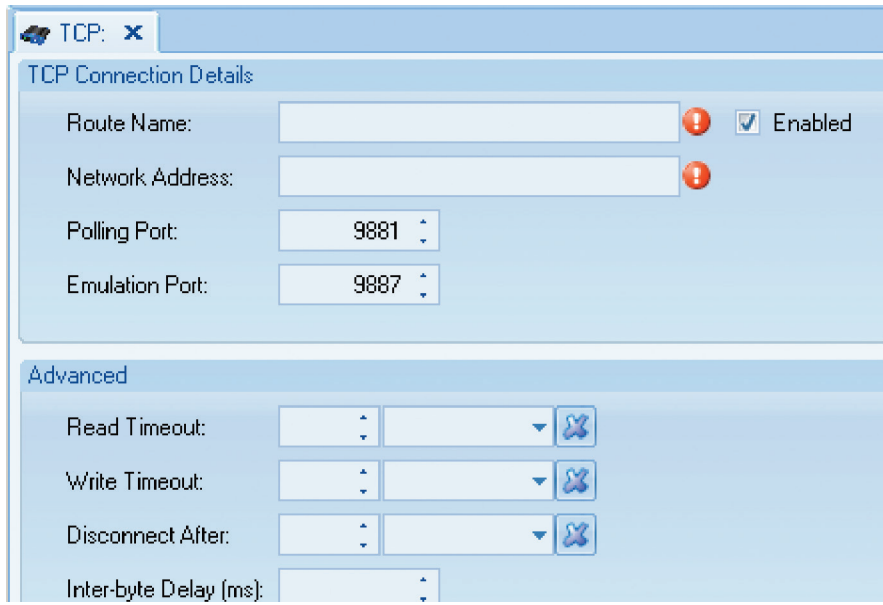 TCP:
TCP Connection Details
Route Name: Enabled
Network Address:
Polling Port: 9881
Emulation Port: 9887
Advanced
Read Timeout:
Write Timeout:
Disconnect After:
Inter-byte Delay (ms):